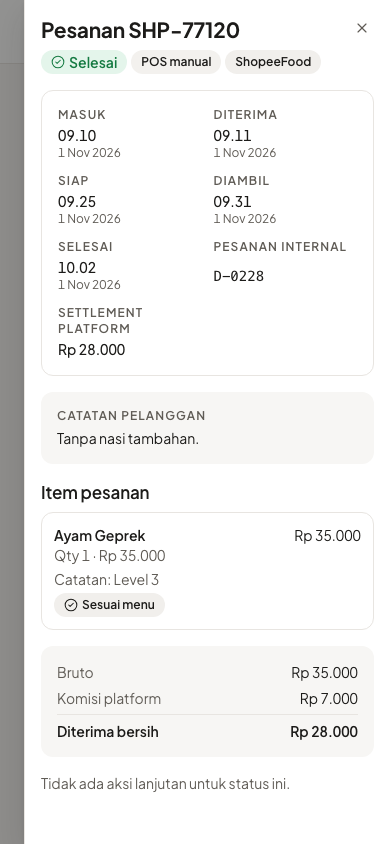 Pesanan SHP-77120
Selesai
POS manual
ShopeeFood
MASUK
09.10
1 Nov 2026
DITERIMA
09.11
1 Nov 2026
SIAP
09.25
1 Nov 2026
DIAMBIL
09.31
1 Nov 2026
SELESAI
10.02
1 Nov 2026
PESANAN INTERNAL
D-0228
SETTLEMENT
PLATFORM
Rp 28.000
CATATAN PELANGGAN
Tanpa nasi tambahan.
Item pesanan
Ayam Geprek Rp 35.000
Qty 1 · Rp 35.000
Catatan: Level 3
Sesuai menu
Bruto Rp 35.000
Komisi platform Rp 7.000
Diterima bersih Rp 28.000
Tidak ada aksi lanjutan untuk status ini.